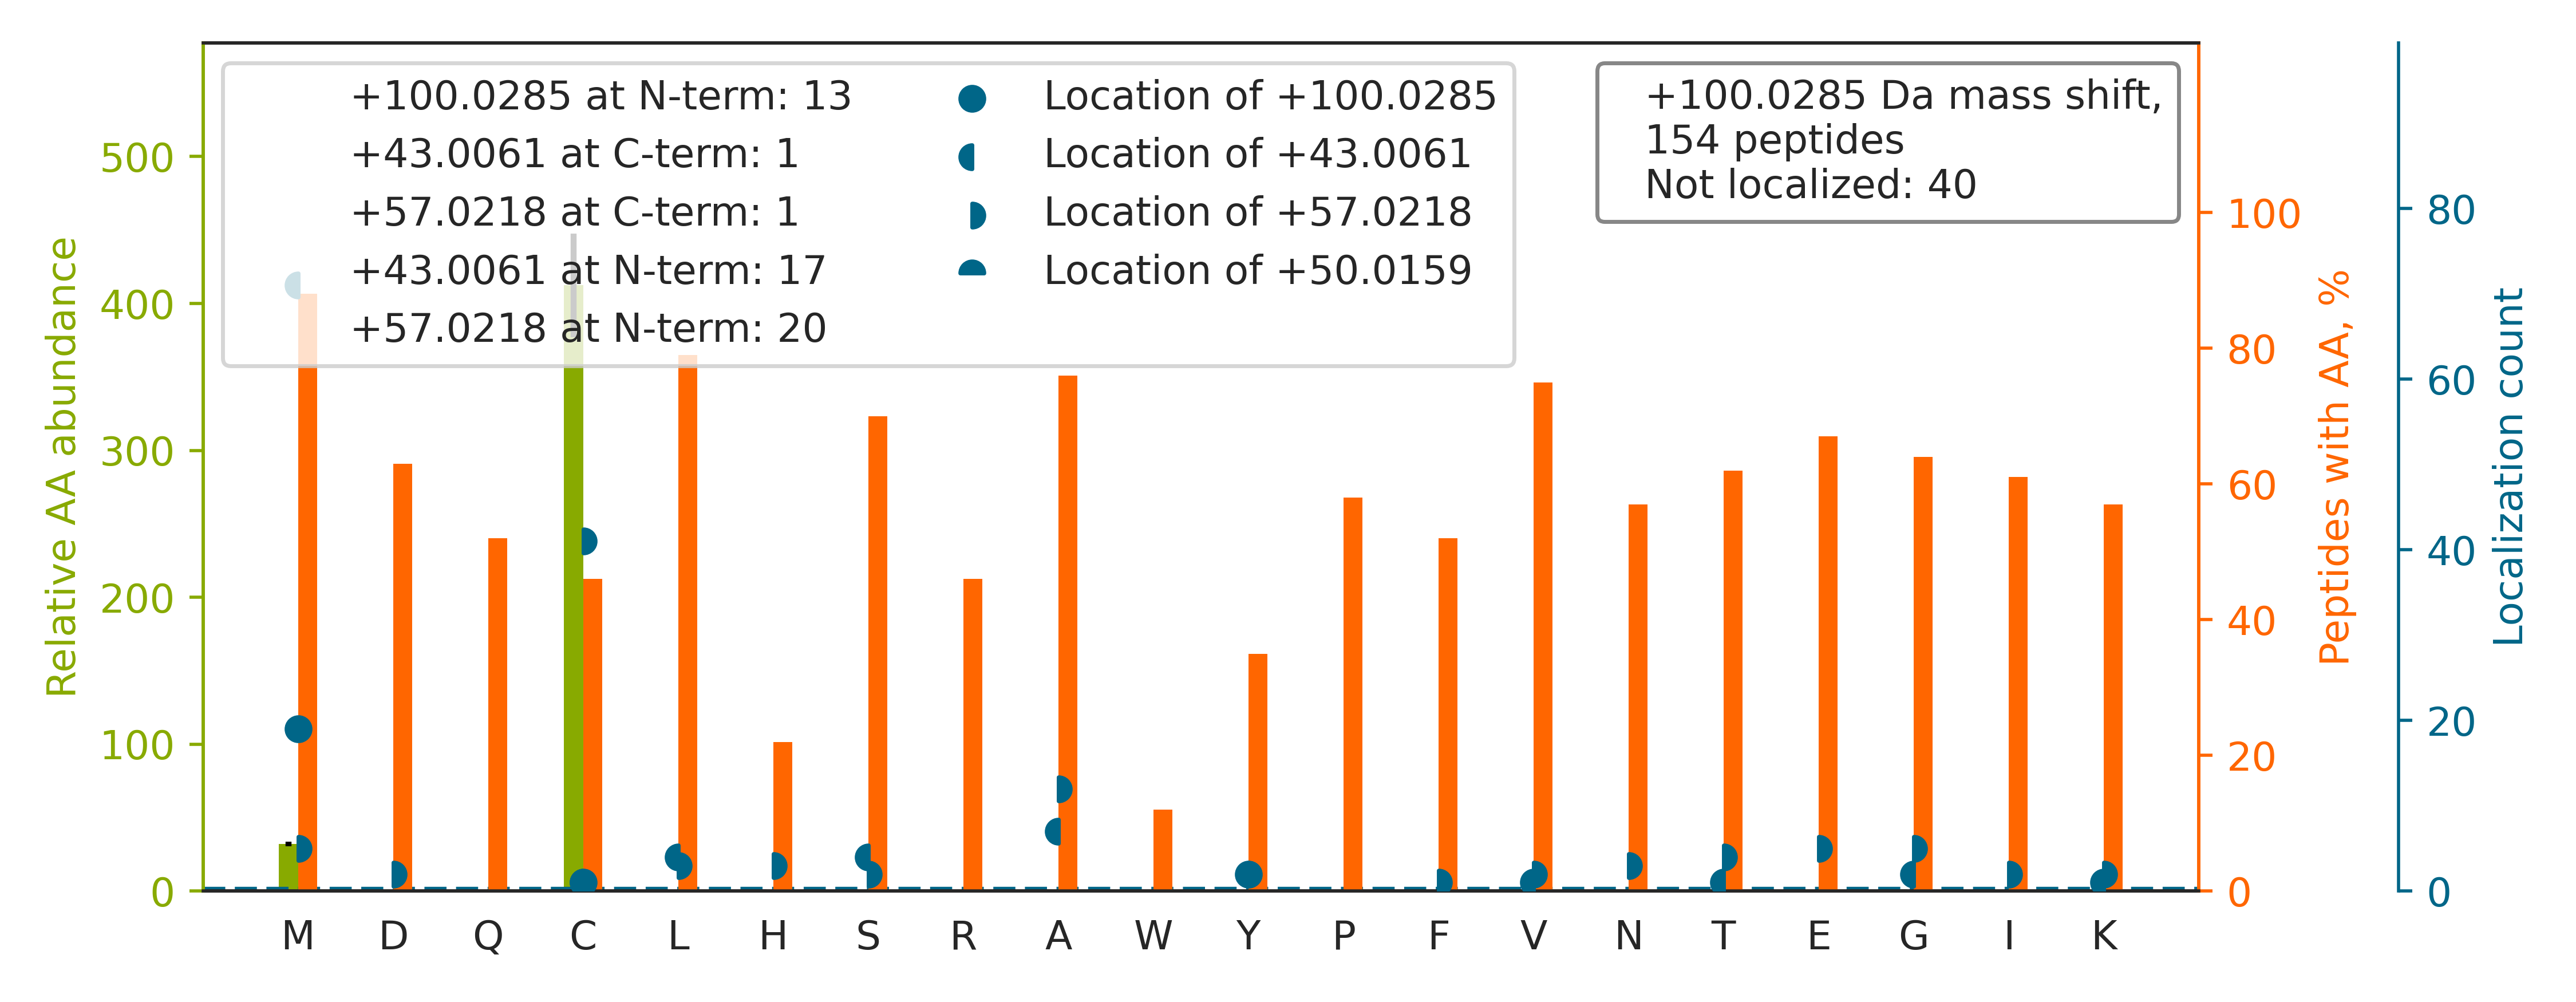 +100.0285 at N-term: 13
+43.0061 at C-term: 1
+57.0218 at C-term: 1
+43.0061 at N-term: 17
+57.0218 at N-term: 20
Location of +100.0285
Location of +43.0061
Location of +57.0218
Location of +50.0159
+100.0285 Da mass shift,
154 peptides
Not localized: 40
Relative AA abundance
500
400
300
200
100
0
Peptides with AA, %
100
80
60
40
20
0
Localization count
80
60
40
20
0
M D Q C L H S R A W Y P F V N T E G I K